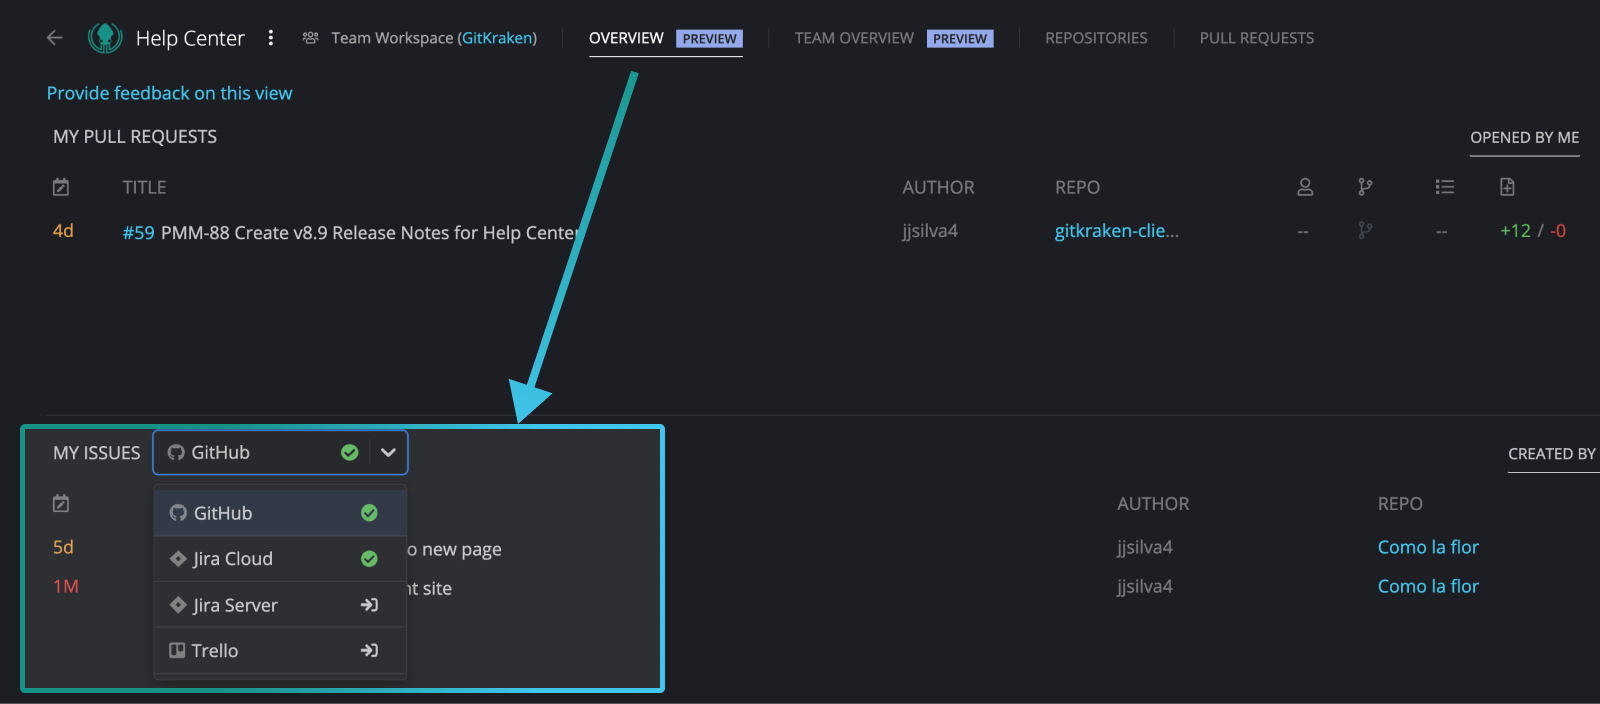 Help Center Team Workspace (GitKraken) OVERVIEW PREVIEW TEAM OVERVIEW PREVIEW REPOSITORIES PULL REQUESTS
Provide feedback on this view
MY PULL REQUESTS OPENED BY ME
TITLE AUTHOR REPO
4d #59 PMM-88 Create v8.9 Release Notes for Help Center jjsilva4 gitkraken-clie... -- -- +12 / -0
MY ISSUES GitHub CREATED BY
AUTHOR REPO
GitHub
5d o new page jjsilva4 Como la flor
Jira Cloud
1M nt site jjsilva4 Como la flor
Jira Server
Trello